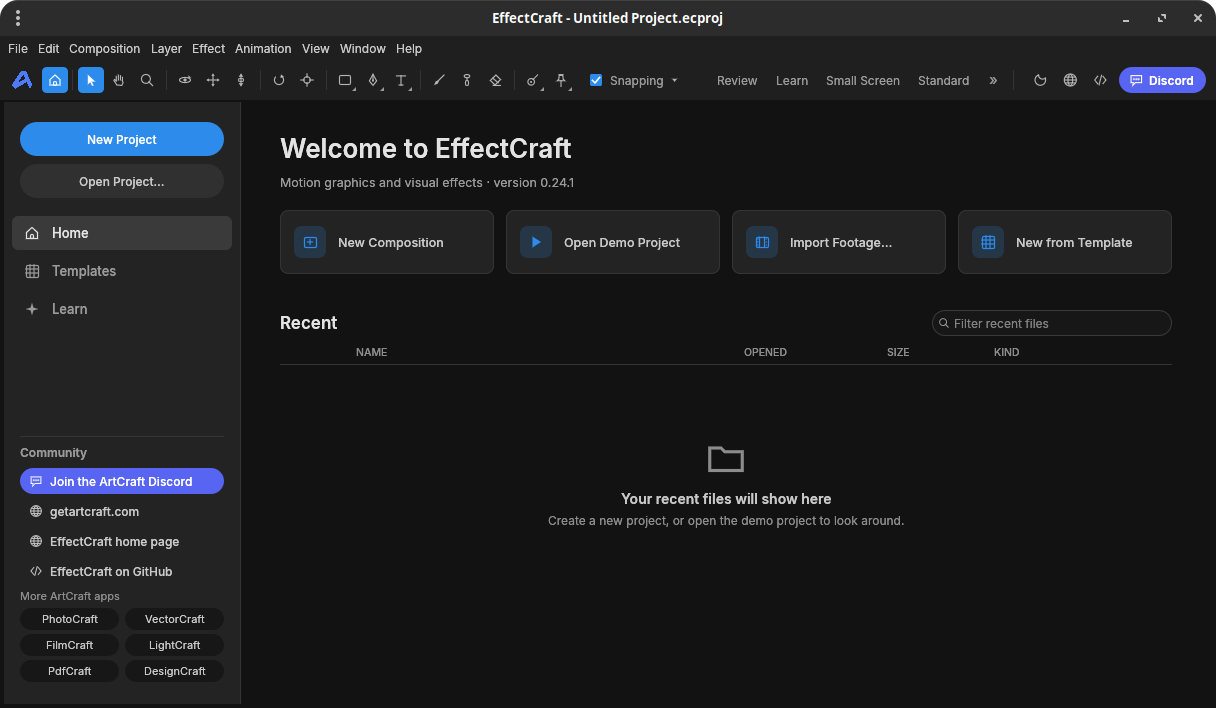 EffectCraft - Untitled Project.ecproj
File Edit Composition Layer Effect Animation View Window Help
Snapping Review Learn Small Screen Standard » Discord
New Project
Open Project...
Home
Templates
Learn
Community
Join the ArtCraft Discord
getartcraft.com
EffectCraft home page
EffectCraft on GitHub
More ArtCraft apps
PhotoCraft VectorCraft
FilmCraft LightCraft
PdfCraft DesignCraft
Welcome to EffectCraft
Motion graphics and visual effects · version 0.24.1
New Composition Open Demo Project Import Footage... New from Template
Recent Filter recent files
NAME OPENED SIZE KIND
Your recent files will show here
Create a new project, or open the demo project to look around.